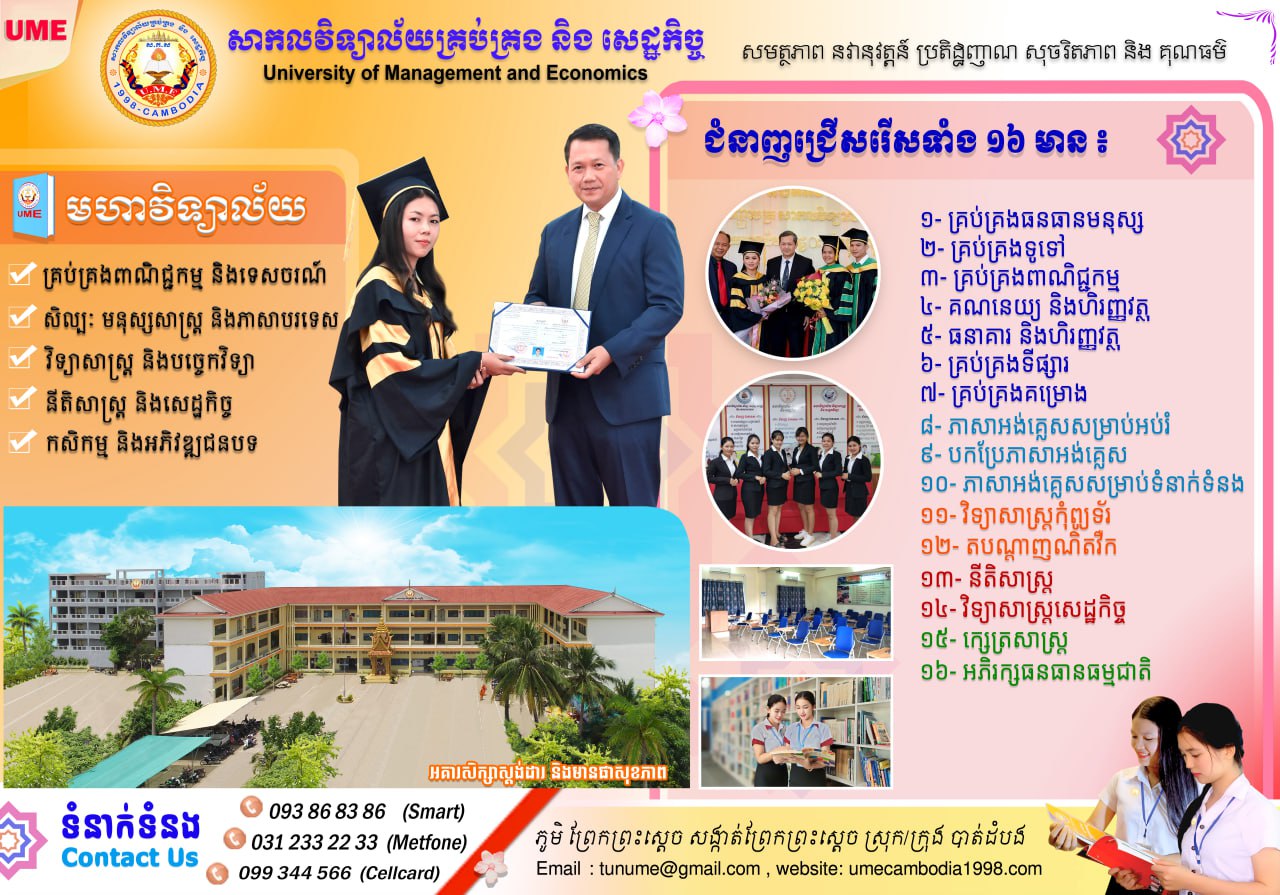 UME
សាកលវិទ្យាល័យគ្រប់គ្រង និង សេដ្ឋកិច្ច
University of Management and Economics
សមត្ថភាព នវានុវត្តន៍ ប្រតិដ្ឋញាណ សុចរិតភាព និង គុណធម៌
ស.គ.ស
U.M.E
1998-CAMBODIA
UME
មហាវិទ្យាល័យ
គ្រប់គ្រងពាណិជ្ជកម្ម និងទេសចរណ៍
សិល្បៈ មនុស្សសាស្ត្រ និងភាសាបរទេស
វិទ្យាសាស្ត្រ និងបច្ចេកវិទ្យា
នីតិសាស្ត្រ និងសេដ្ឋកិច្ច
កសិកម្ម និងអភិវឌ្ឍជនបទ
ជំនាញជ្រើសរើសទាំង ១៦ មាន ៖
១- គ្រប់គ្រងធនធានមនុស្ស
២- គ្រប់គ្រងទូទៅ
៣- គ្រប់គ្រងពាណិជ្ជកម្ម
៤- គណនេយ្យ និងហិរញ្ញវត្ថុ
៥- ធនាគារ និងហិរញ្ញវត្ថុ
៦- គ្រប់គ្រងទីផ្សារ
៧- គ្រប់គ្រងគម្រោង
៨- ភាសាអង់គ្លេសសម្រាប់អប់រំ
៩- បកប្រែភាសាអង់គ្លេស
១០- ភាសាអង់គ្លេសសម្រាប់ទំនាក់ទំនង
១១- វិទ្យាសាស្ត្រកុំព្យូទ័រ
១២- តបណ្តាញណិតវឺក
១៣- នីតិសាស្ត្រ
១៤- វិទ្យាសាស្ត្រសេដ្ឋកិច្ច
១៥- ក្សេត្រសាស្ត្រ
១៦- អភិរក្សធនធានធម្មជាតិ
អគារសិក្សាស្តង់ដារ និងមានផាសុខភាព
ទំនាក់ទំនង
Contact Us
093 86 83 86 (Smart)
031 233 22 33 (Metfone)
099 344 566 (Cellcard)
ភូមិ ព្រែកព្រះស្តេច សង្កាត់ព្រែកព្រះស្តេច ស្រុក/ក្រុង បាត់ដំបង
Email : tunume@gmail.com , website: umecambodia1998.com